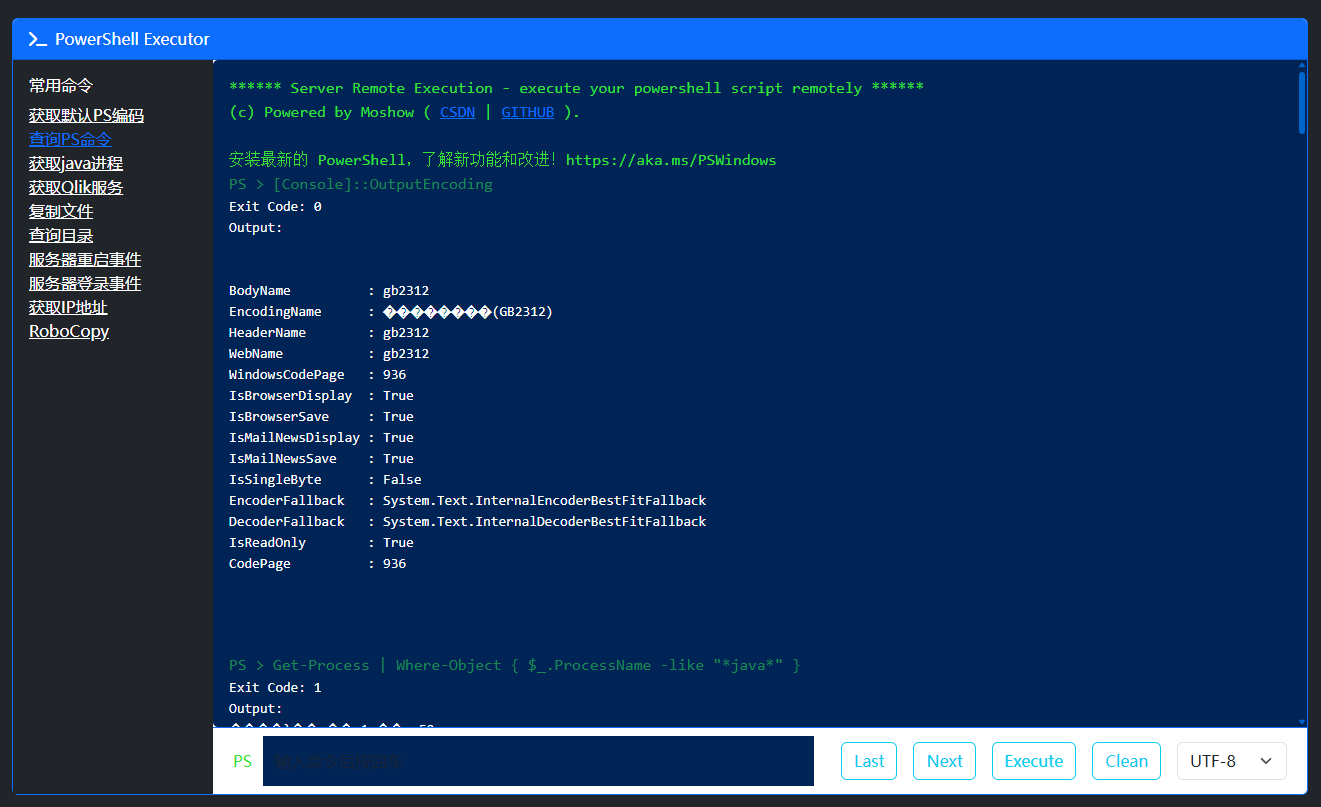 PowerShell Executor
常用命令
获取默认PS编码
查询PS命令
获取java进程
获取Qlik服务
复制文件
查询目录
服务器重启事件
服务器登录事件
获取IP地址
RoboCopy
****** Server Remote Execution - execute your powershell script remotely ******
(c) Powered by Moshow ( CSDN | GITHUB ).
安装最新的 PowerShell，了解新功能和改进！https://aka.ms/PSWindows
PS > [Console]::OutputEncoding
Exit Code: 0
Output:
BodyName : gb2312
EncodingName : ��������(GB2312)
HeaderName : gb2312
WebName : gb2312
WindowsCodePage : 936
IsBrowserDisplay : True
IsBrowserSave : True
IsMailNewsDisplay : True
IsMailNewsSave : True
IsSingleByte : False
EncoderFallback : System.Text.InternalEncoderBestFitFallback
DecoderFallback : System.Text.InternalDecoderBestFitFallback
IsReadOnly : True
CodePage : 936
PS > Get-Process | Where-Object { $_.ProcessName -like "*java*" }
Exit Code: 1
Output:
PS
Last
Next
Execute
Clean
UTF-8